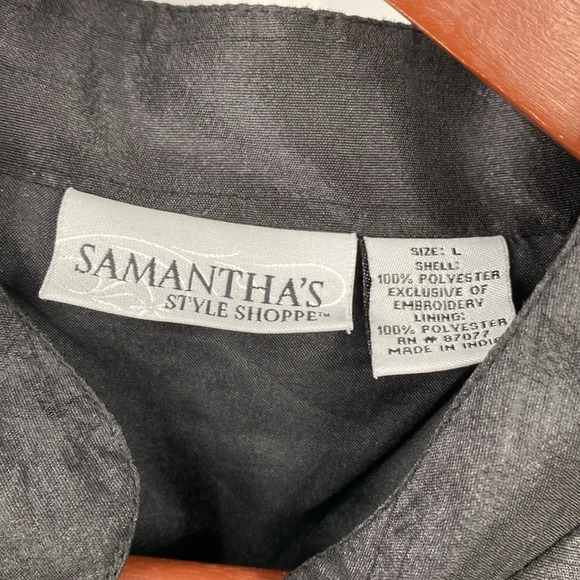 SAMANTHA'S
STYLE SHOPPE™
SIZE: L
SHELL:
100% POLYESTER
EXCLUSIVE OF
EMBROIDERY
LINING:
100% POLYESTER
RN # 87077
MADE IN INDIA